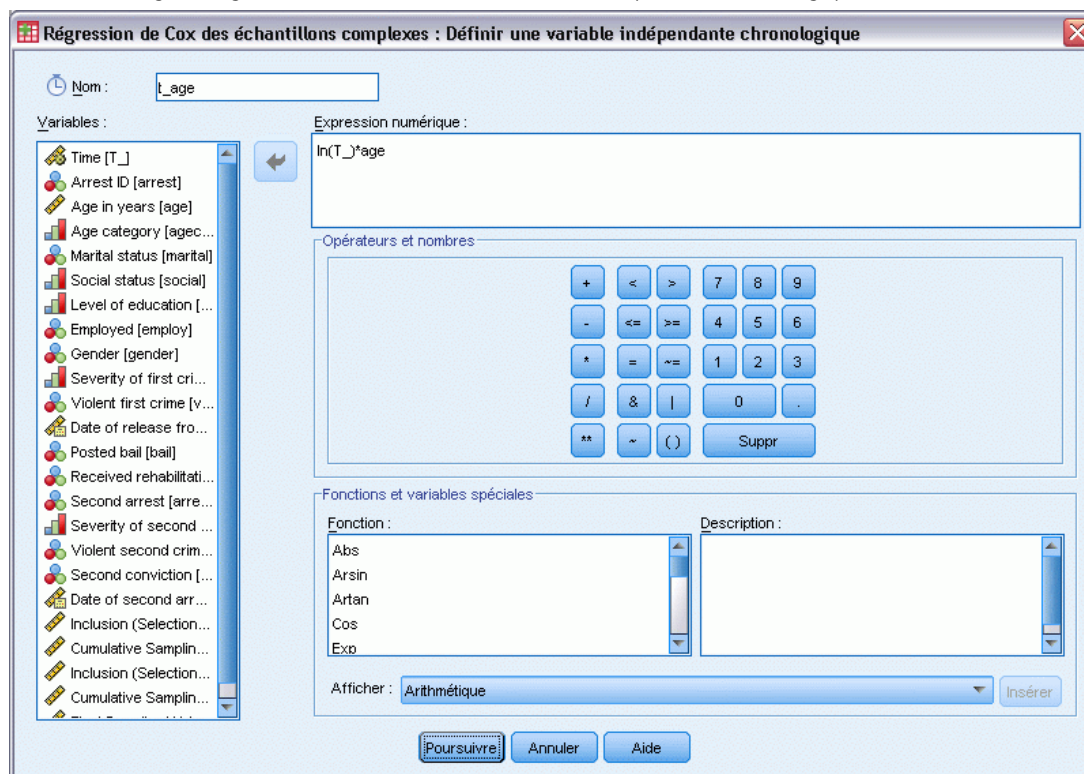 Régression de Cox des échantillons complexes : Définir une variable indépendante chronologique
Nom :
t_age
Variables :
Time [T_]
Arrest ID [arrest]
Age in years [age]
Age category [agec...
Marital status [marital]
Social status [social]
Level of education [...
Employed [employ]
Gender [gender]
Severity of first cri...
Violent first crime [v...
Date of release fro...
Posted bail [bail]
Received rehabilitati...
Second arrest [arre...
Severity of second ...
Violent second crim...
Second conviction [...
Date of second arr...
Inclusion (Selection...
Cumulative Samplin...
Inclusion (Selection...
Cumulative Samplin...
Expression numérique :
ln(T_)*age
Opérateurs et nombres
+ < > 7 8 9
- <= >= 4 5 6
* = ~= 1 2 3
/ & | 0 .
** ~ ( ) Suppr
Fonctions et variables spéciales
Fonction :
Abs
Arsin
Artan
Cos
Exp
Description :
Afficher :
Arithmétique
Insérer
Poursuivre Annuler Aide